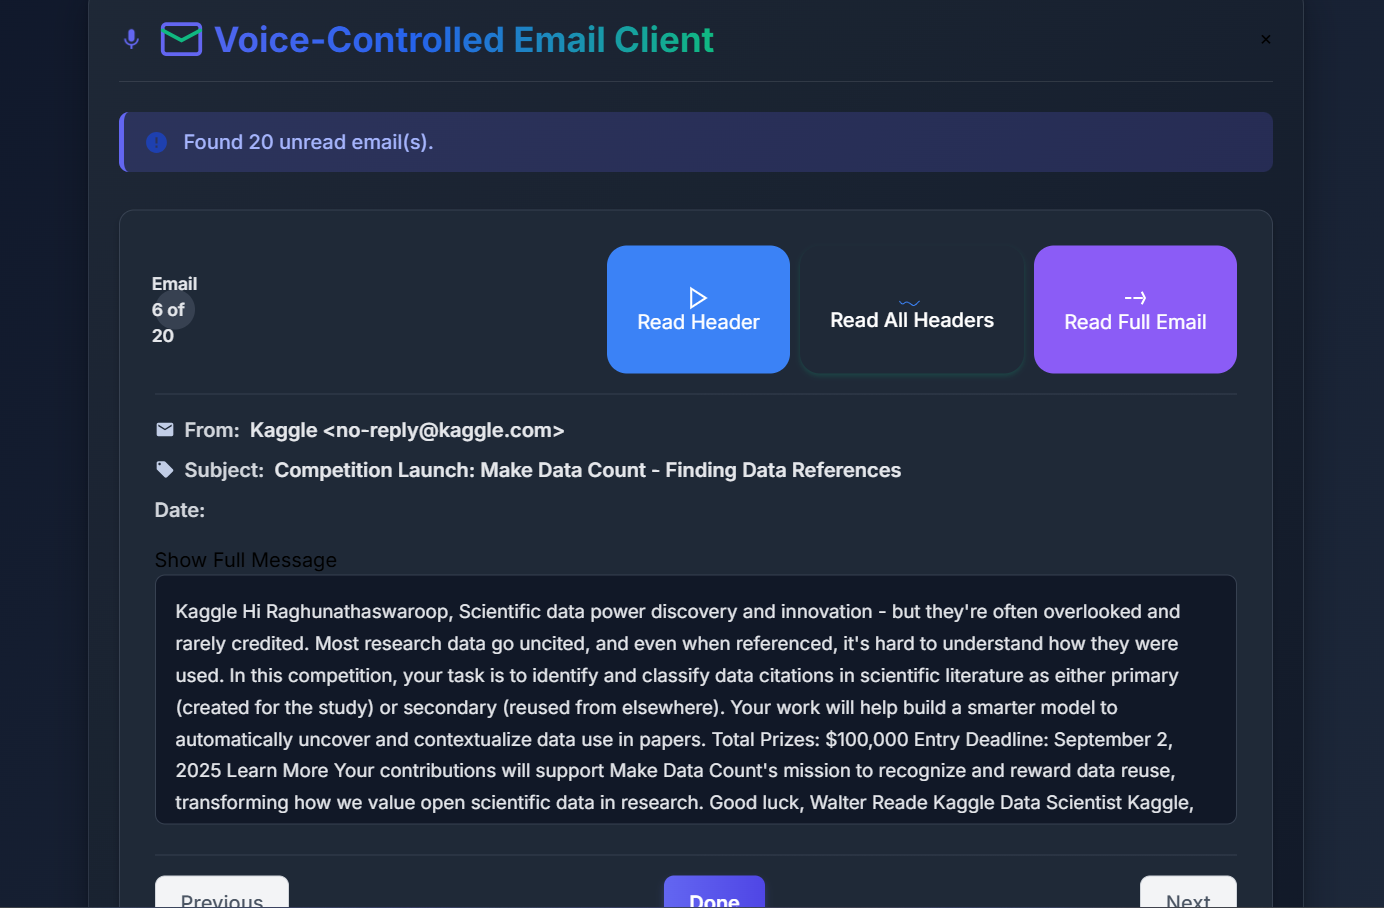 Voice-Controlled Email Client
×
Found 20 unread email(s).
Email
6 of
20
Read Header
Read All Headers
Read Full Email
From: Kaggle <no-reply@kaggle.com>
Subject: Competition Launch: Make Data Count - Finding Data References
Date:
Show Full Message
Kaggle Hi Raghunathaswaroop, Scientific data power discovery and innovation - but they're often overlooked and
rarely credited. Most research data go uncited, and even when referenced, it's hard to understand how they were
used. In this competition, your task is to identify and classify data citations in scientific literature as either primary
(created for the study) or secondary (reused from elsewhere). Your work will help build a smarter model to
automatically uncover and contextualize data use in papers. Total Prizes: $100,000 Entry Deadline: September 2,
2025 Learn More Your contributions will support Make Data Count's mission to recognize and reward data reuse,
transforming how we value open scientific data in research. Good luck, Walter Reade Kaggle Data Scientist Kaggle,
Previous
Done
Next